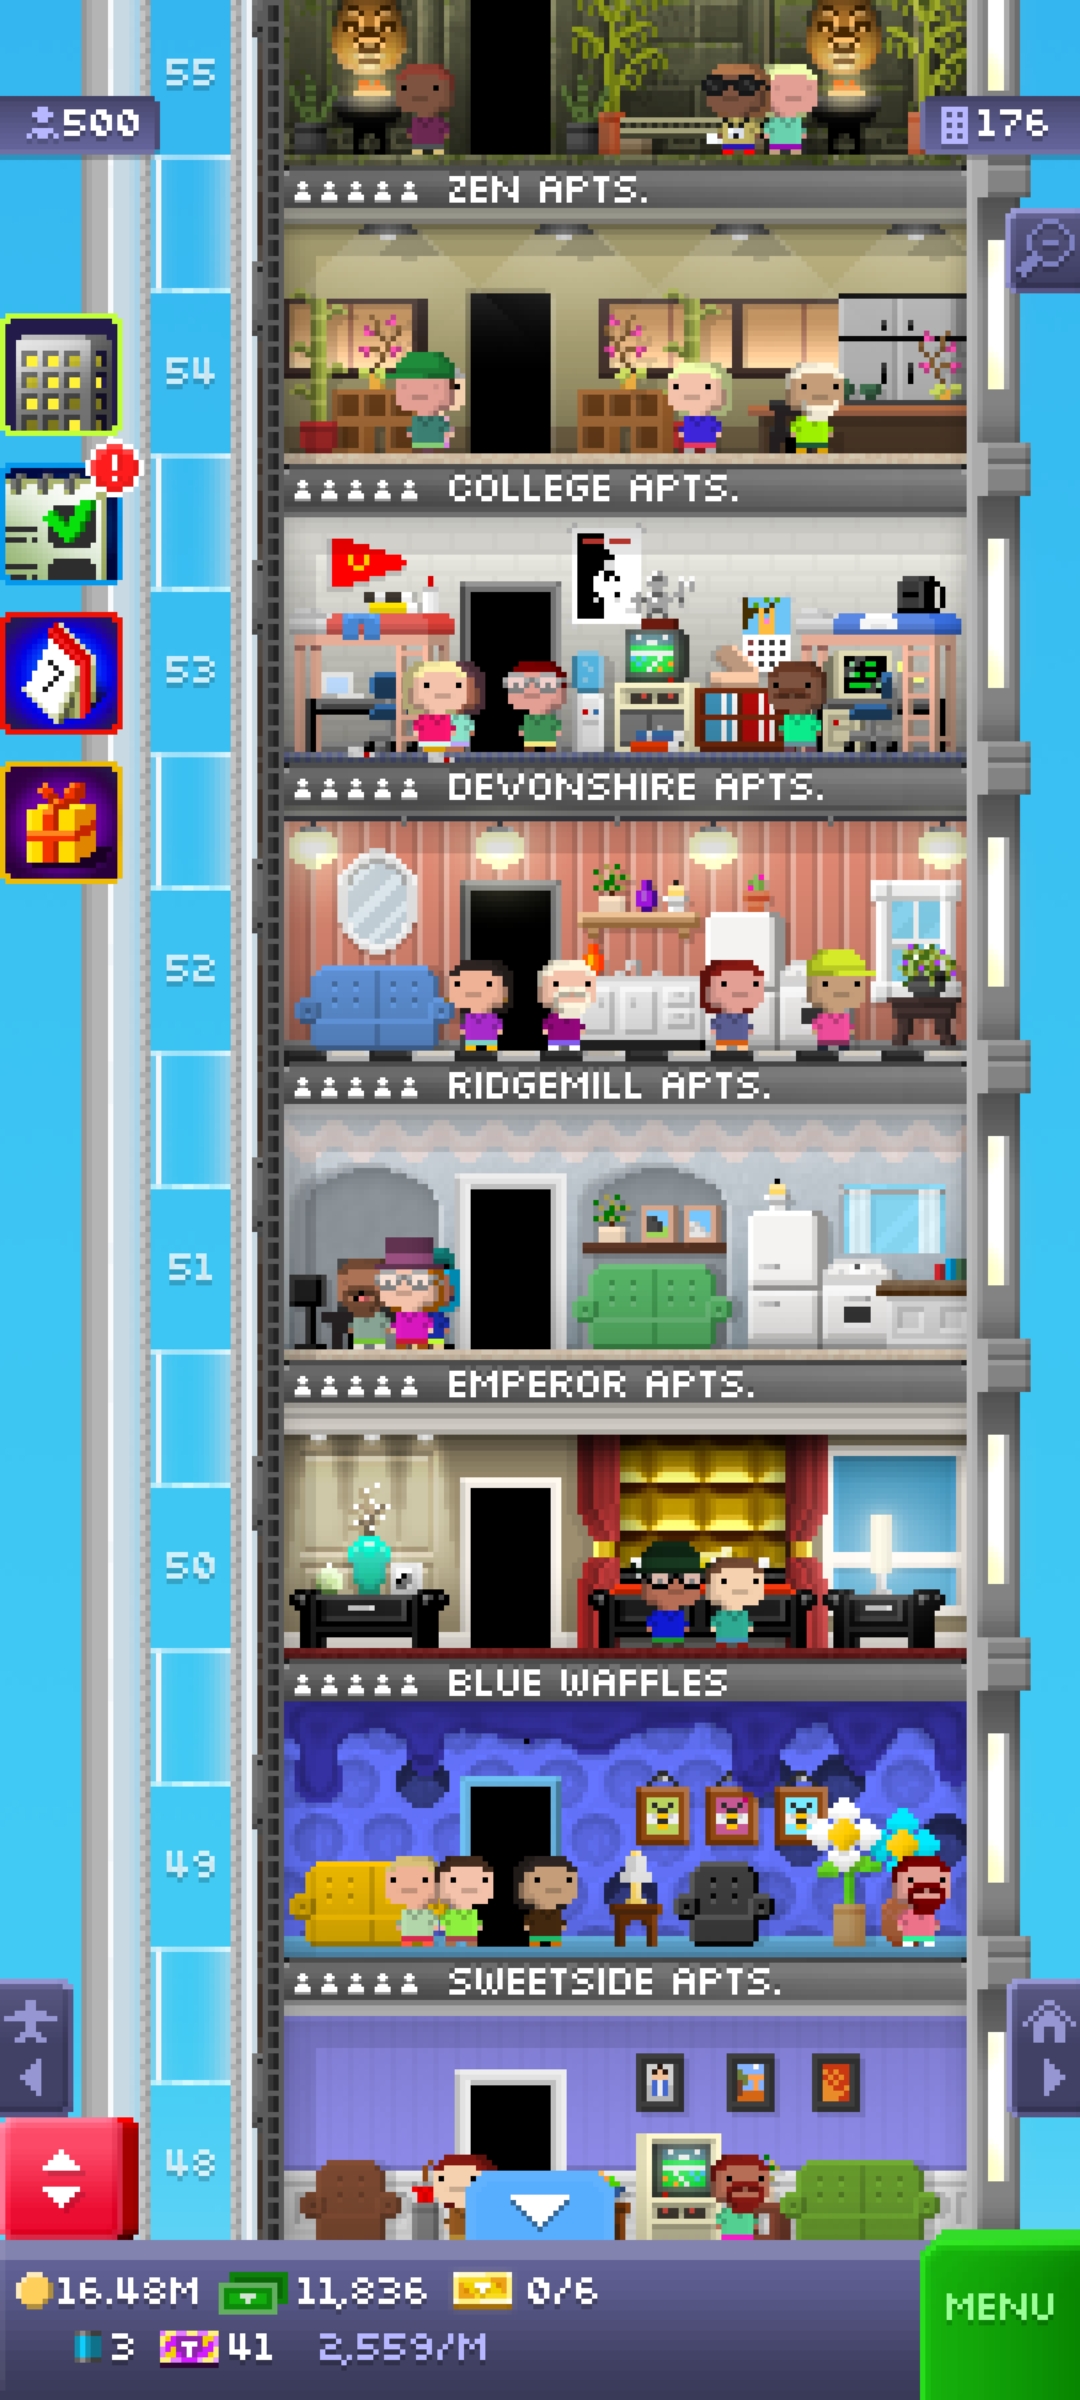 55
500
176
ZEN APTS.
54
COLLEGE APTS.
53
DEVONSHIRE APTS.
52
RIDGEMILL APTS.
51
EMPEROR APTS.
50
BLUE WAFFLES
49
SWEETSIDE APTS.
48
16.48M 11,836 0/6
3 41 2,559/M
MENU